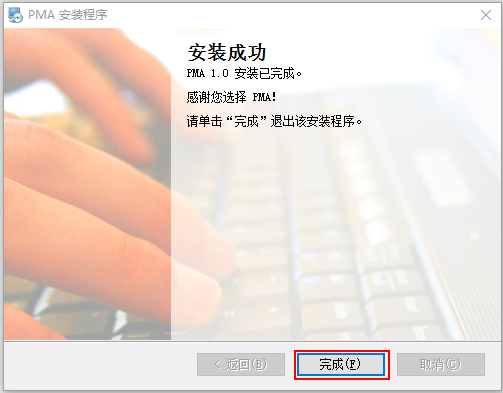 PMA 安装程序
安装成功
PMA 1.0 安装已完成。
感谢您选择 PMA!
请单击“完成”退出该安装程序。
< 返回(B)
完成(F)
取消(C)